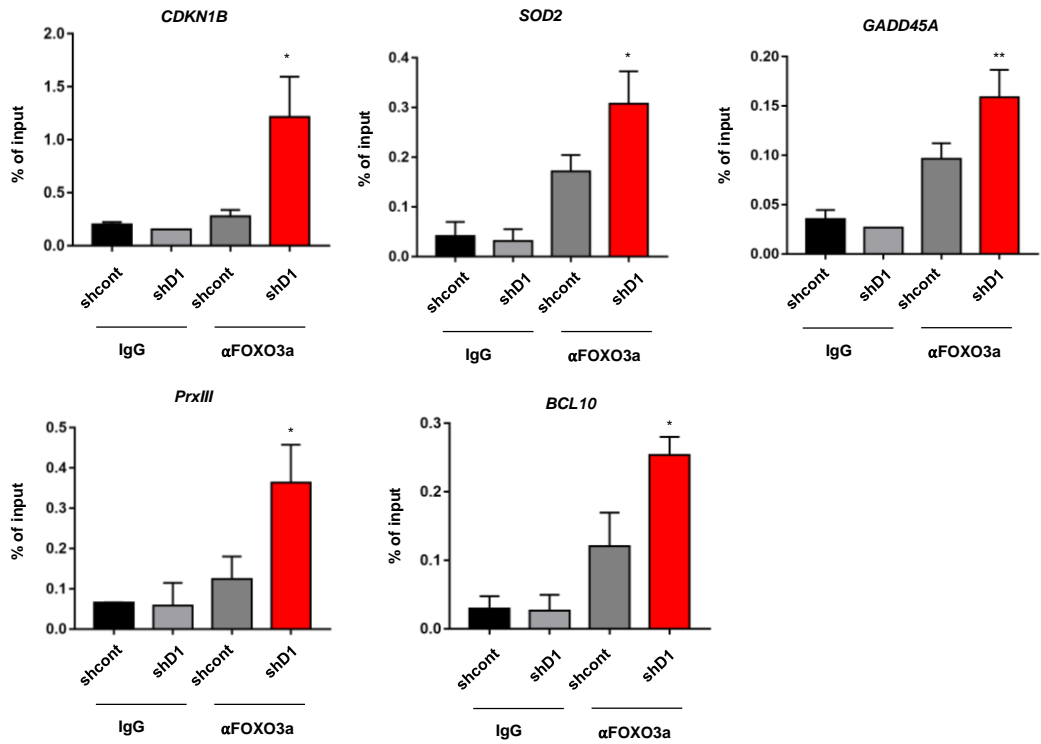 CDKN1B
% of input
2.0
1.5
1.0
0.5
0.0
shcont
shD1
shcont
shD1
IgG
αFOXO3a
*
SOD2
% of input
0.4
0.3
0.2
0.1
0.0
shcont
shD1
shcont
shD1
IgG
αFOXO3a
*
GADD45A
% of input
0.20
0.15
0.10
0.05
0.00
shcont
shD1
shcont
shD1
IgG
αFOXO3a
**
PrxIII
% of input
0.5
0.4
0.3
0.2
0.1
0.0
shcont
shD1
shcont
shD1
IgG
αFOXO3a
*
BCL10
% of input
0.3
0.2
0.1
0.0
shcont
shD1
shcont
shD1
IgG
αFOXO3a
*